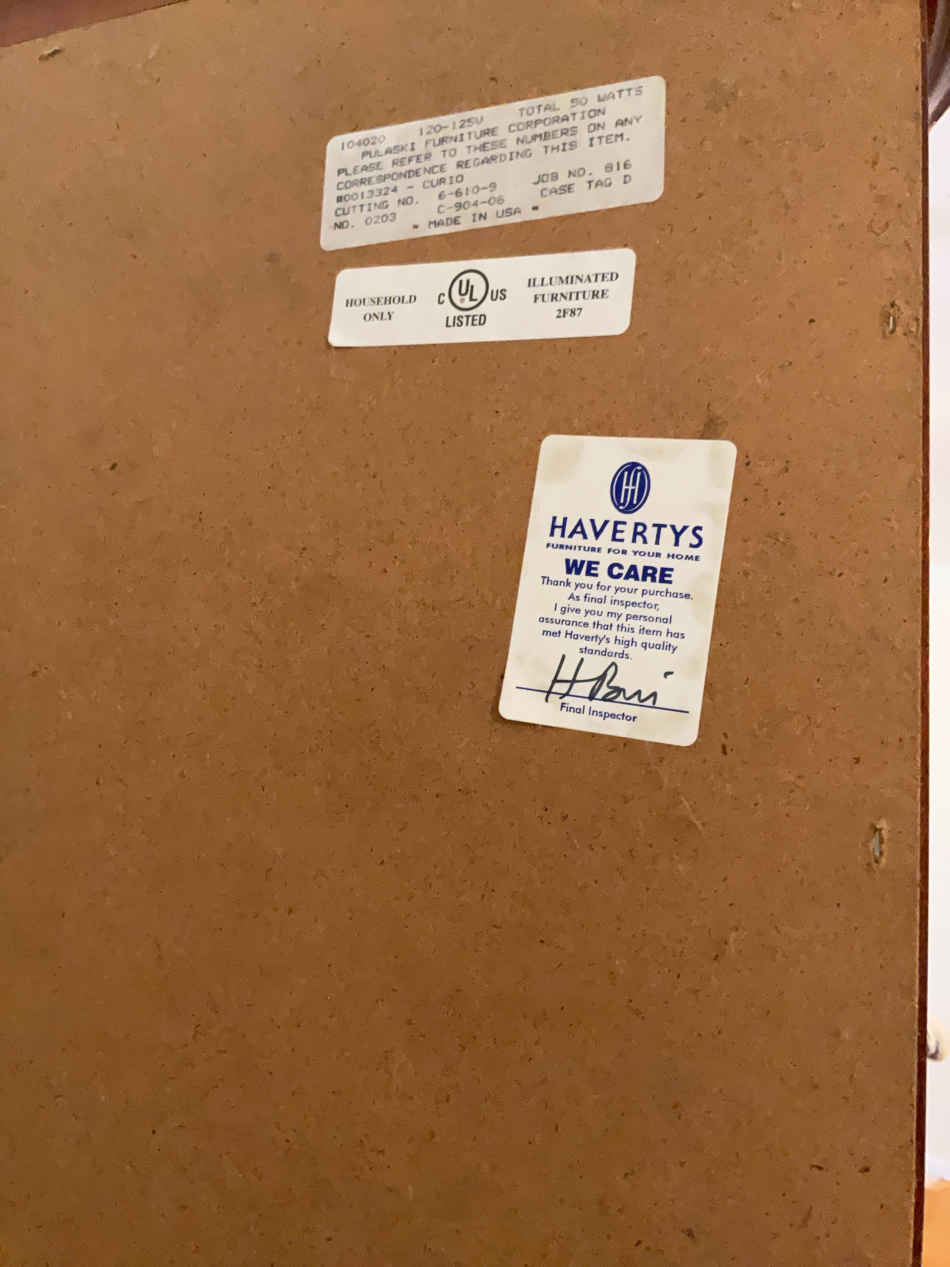 104020 120-125V TOTAL 50 WATTS
PULASKI FURNITURE CORPORATION
PLEASE REFER TO THESE NUMBERS ON ANY
CORRESPONDENCE REGARDING THIS ITEM.
#0013324 - CURIO
CUTTING NO. 6-610-9 JOB NO. 816
NO. 0203 C-904-06 CASE TAG D
* MADE IN USA *
HOUSEHOLD
ONLY
C UL US
LISTED
ILLUMINATED
FURNITURE
2F87
HAVERTYS
FURNITURE FOR YOUR HOME
WE CARE
Thank you for your purchase.
As final inspector,
I give you my personal
assurance that this item has
met Haverty's high quality
standards.
Final Inspector